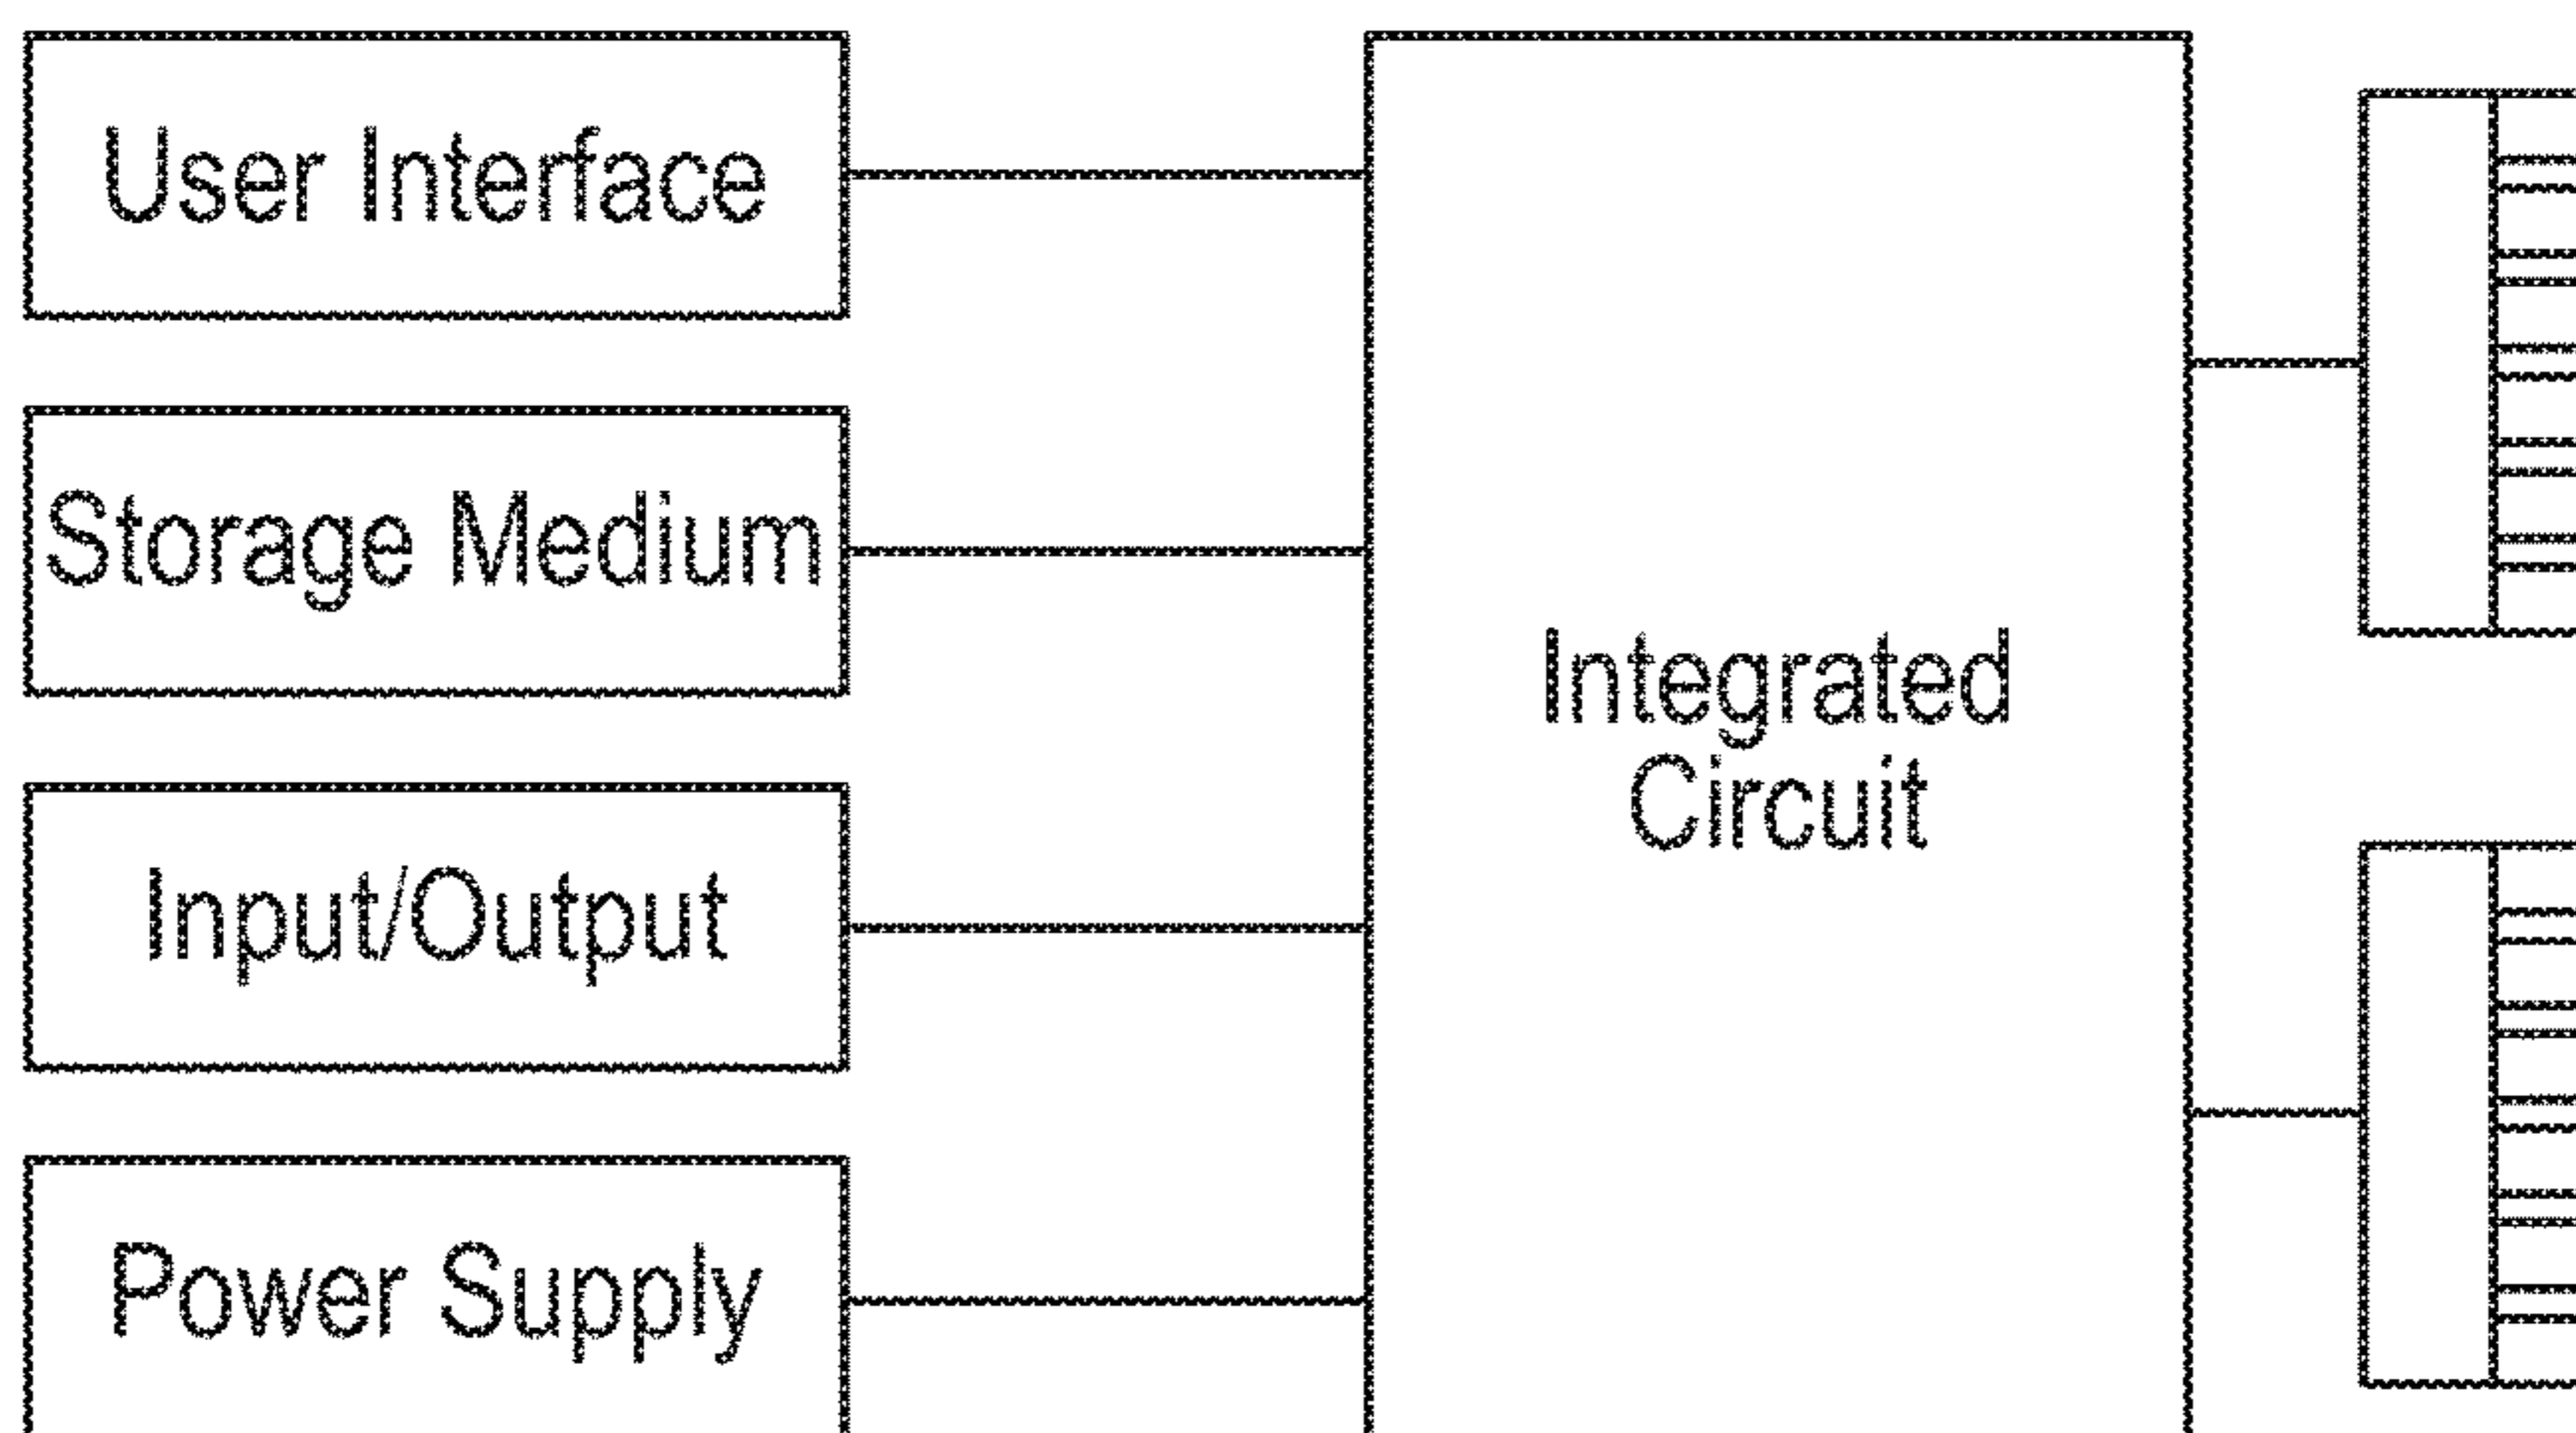 User Interface
Storage Medium
Integrated
Circuit
Input/Output
Power Supply